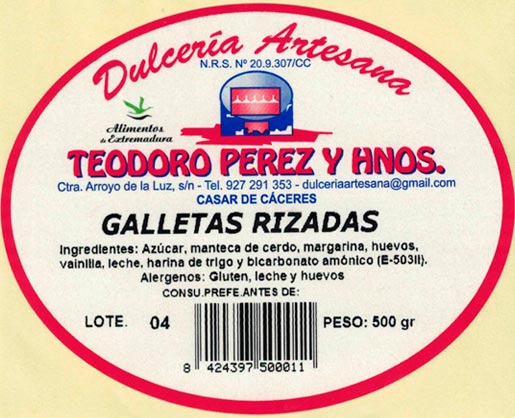 Dulcería Artesana
N.R.S. Nº 20.9.307/CC
Alimentos
de Extremadura
TEODORO PEREZ Y HNOS.
Ctra. Arroyo de la Luz, s/n - Tel. 927 291 353 - dulceriaartesana@gmail.com
CASAR DE CÁCERES
GALLETAS RIZADAS
Ingredientes: Azúcar, manteca de cerdo, margarina, huevos,
vainilla, leche, harina de trigo y bicarbonato amónico (E-503II).
Alergenos: Gluten, leche y huevos
CONSU.PREFE.ANTES DE:
LOTE. 04 PESO: 500 gr
8 424397 500011